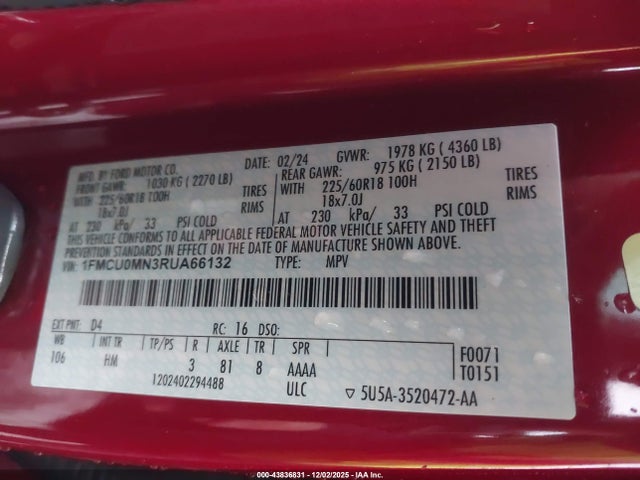 MFD. BY FORD MOTOR CO.
DATE: 02/24 GVWR: 1978 KG ( 4360 LB)
FRONT GAWR: 1030 KG ( 2270 LB) REAR GAWR: 975 KG ( 2150 LB)
WITH 225/60R18 100H TIRES WITH 225/60R18 100H TIRES
18x7.0J RIMS 18x7.0J RIMS
AT 230 kPa/ 33 PSI COLD AT 230 kPa/ 33 PSI COLD
THIS VEHICLE CONFORMS TO ALL APPLICABLE FEDERAL MOTOR VEHICLE SAFETY AND THEFT
PREVENTION STANDARDS IN EFFECT ON THE DATE OF MANUFACTURE SHOWN ABOVE.
VIN: 1FMCU0MN3RUA66132 TYPE: MPV
EXT PNT: D4 RC: 16 DSO:
WB INT TR TP/PS R AXLE TR SPR F0071
106 HM 3 81 8 AAAA T0151
1202402294488 ULC ▽ 5U5A-3520472-AA
000-43836831 - 12/02/2025 - IAA Inc.